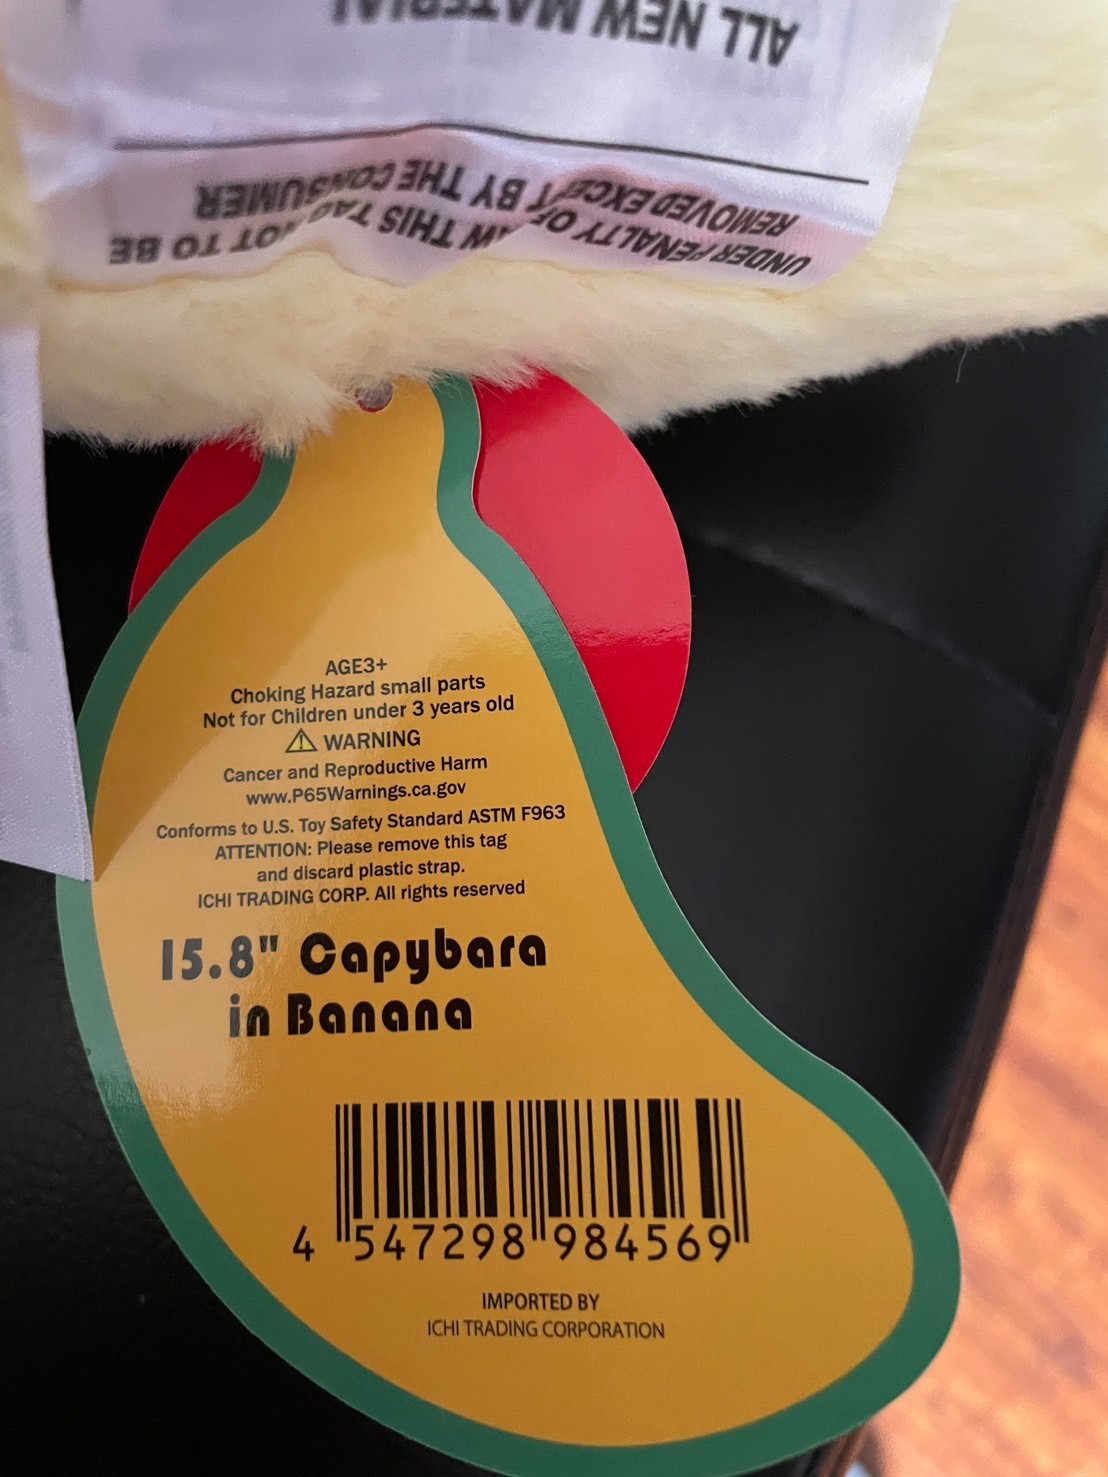 ALL NEW MATERIAL
REMOVED EXCEPT BY THE CONSUMER
UNDER PENALTY OF LAW THIS TAG NOT TO BE
AGE3+
Choking Hazard small parts
Not for Children under 3 years old
⚠ WARNING
Cancer and Reproductive Harm
www.P65Warnings.ca.gov
Conforms to U.S. Toy Safety Standard ASTM F963
ATTENTION: Please remove this tag
and discard plastic strap.
ICHI TRADING CORP. All rights reserved
15.8" Capybara
in Banana
4 547298 984569
IMPORTED BY
ICHI TRADING CORPORATION